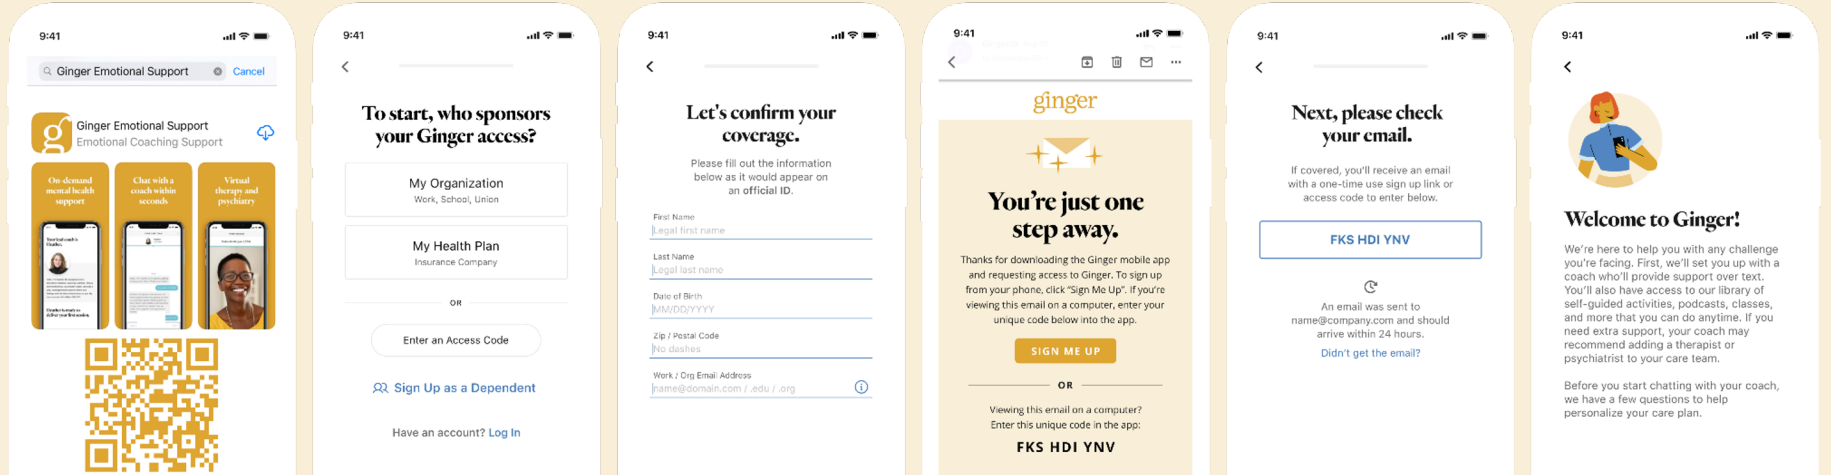 9:41
Ginger Emotional Support
Cancel
Ginger Emotional Support
Emotional Coaching Support
On-demand
mental health
support
Chat with a
coach within
seconds
Virtual
therapy and
psychiatry
9:41
To start, who sponsors
your Ginger access?
My Organization
Work, School, Union
My Health Plan
Insurance Company
OR
Enter an Access Code
Sign Up as a Dependent
Have an account? Log In
9:41
Let's confirm your
coverage.
Please fill out the information
below as it would appear on
an official ID.
First Name
Legal first name
Last Name
Legal last name
Date of Birth
MM/DD/YYYY
Zip / Postal Code
No dashes
Work / Org Email Address
name@domain.com / .edu / .org
9:41
ginger
You're just one
step away.
Thanks for downloading the Ginger mobile app
and requesting access to Ginger. To sign up
from your phone, click "Sign Me Up". If you're
viewing this email on a computer, enter your
unique code below into the app.
SIGN ME UP
OR
Viewing this email on a computer?
Enter this unique code in the app:
FKS HDI YNV
9:41
Next, please check
your email.
If covered, you'll receive an email
with a one-time use sign up link or
access code to enter below.
FKS HDI YNV
An email was sent to
name@company.com and should
arrive within 24 hours.
Didn't get the email?
9:41
Welcome to Ginger!
We're here to help you with any challenge
you're facing. First, we'll set you up with a
coach who'll provide support over text.
You'll also have access to our library of
self-guided activities, podcasts, classes,
and more that you can do anytime. If you
need extra support, your coach may
recommend adding a therapist or
psychiatrist to your care team.
Before you start chatting with your coach,
we have a few questions to help
personalize your care plan.